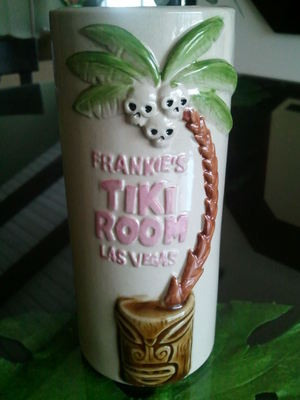 FRANKIE'S
TIKI
ROOM
LAS VEGAS